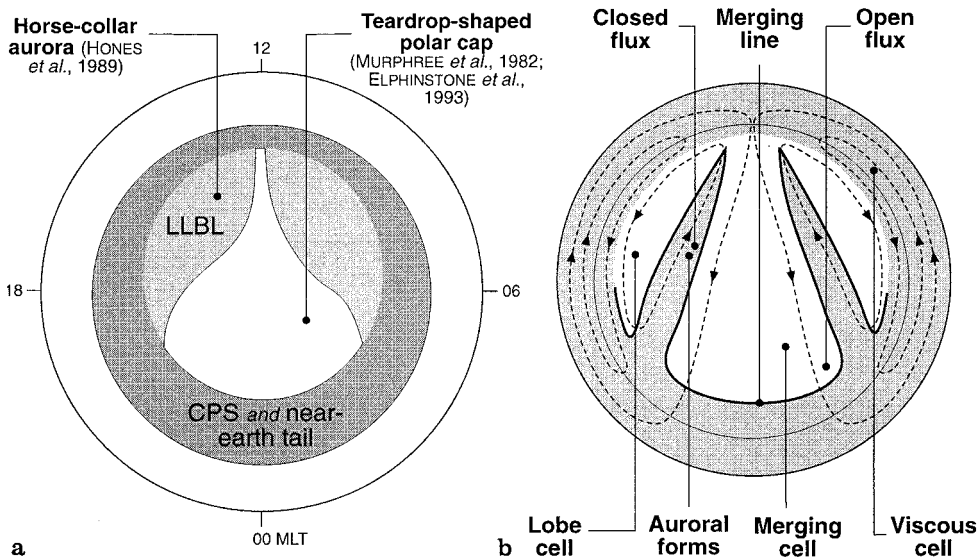 Horse-collar
aurora (HONES
et al., 1989)
12
Teardrop-shaped
polar cap
(MURPHREE et al., 1982;
ELPHINSTONE et al.,
1993)
LLBL
18
06
CPS and near-
earth tail
00 MLT
a
Closed
flux
Merging
line
Open
flux
Lobe
cell
Auroral
forms
Merging
cell
Viscous
cell
b